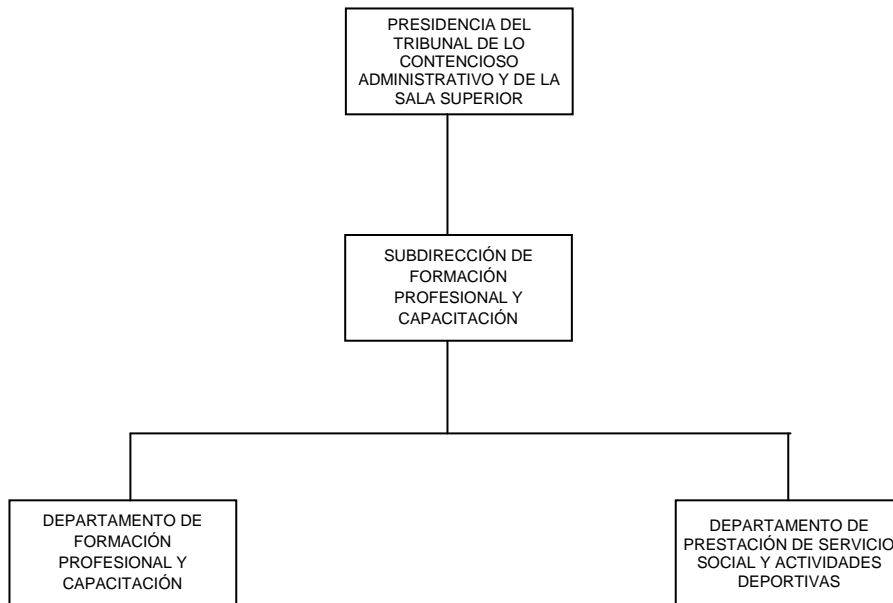 PRESIDENCIA DEL
TRIBUNAL DE LO
CONTENCIOSO
ADMINISTRATIVO Y DE LA
SALA SUPERIOR
SUBDIRECCIÓN DE
FORMACIÓN
PROFESIONAL Y
CAPACITACIÓN
DEPARTAMENTO DE
FORMACIÓN
PROFESIONAL Y
CAPACITACIÓN
DEPARTAMENTO DE
PRESTACIÓN DE SERVICIO
SOCIAL Y ACTIVIDADES
DEPORTIVAS